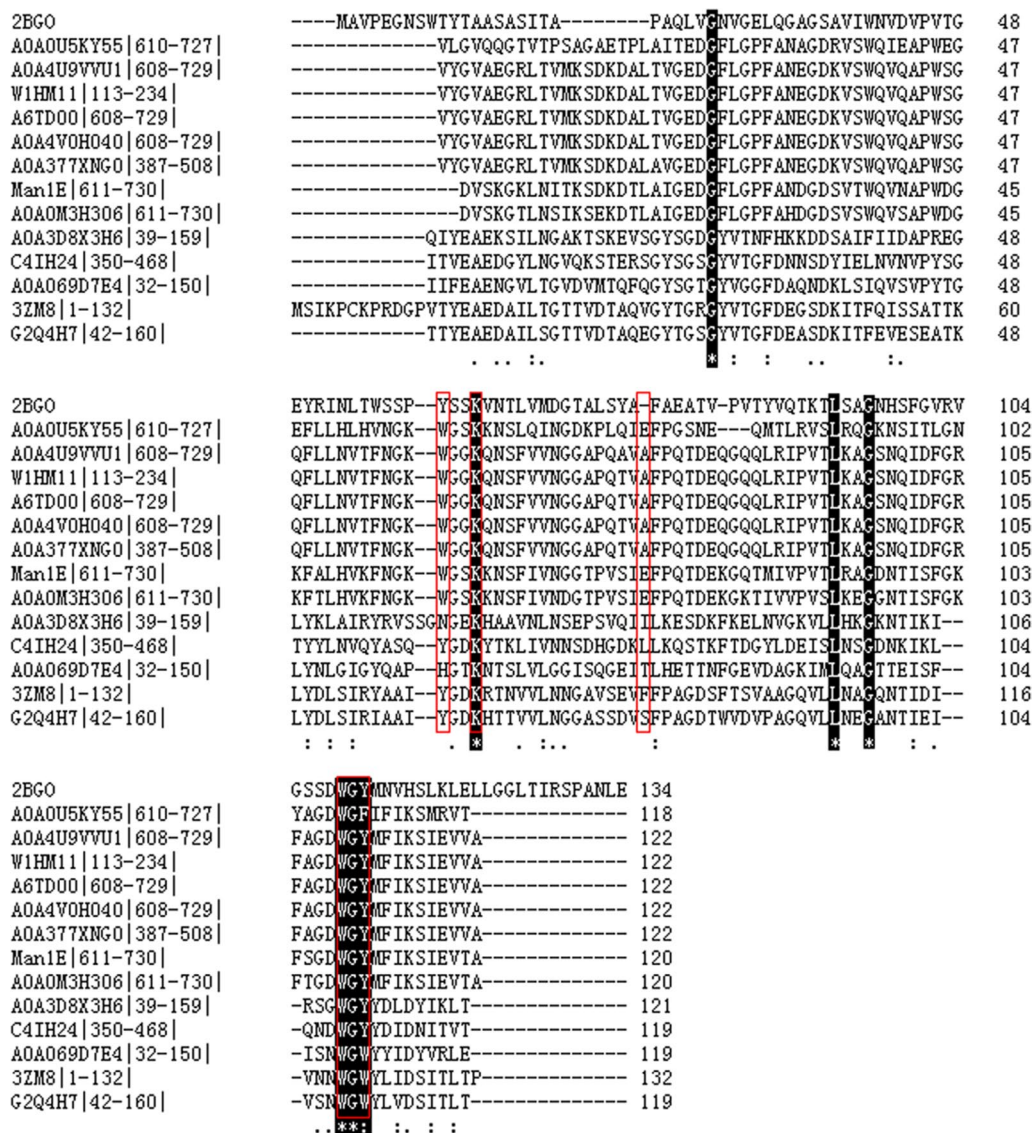 2BGO ----MAVPEGNSWTYTAASASITA--------PAQLVGNVGELQGAGSAVIWNVDVPVTG 48
A0A0U5KY55|610-727| -------------VLGVQQGTVTPSAGAETPLAITEDGFLGPFANAGDRVSWQIEAPWEG 47
A0A4U9VVU1|608-729| -------------VYGVAEGRLTVMKSDKDALTVGEDGFLGPFANEGDKVSWQVQAPWSG 47
W1HM11|113-234| -------------VYGVAEGRLTVMKSDKDALTVGEDGFLGPFANEGDKVSWQVQAPWSG 47
A6TD00|608-729| -------------VYGVAEGRLTVMKSDKDALTVGEDGFLGPFANEGDKVSWQVQAPWSG 47
A0A4V0H040|608-729| -------------VYGVAEGRLTVMKSDKDALTVGEDGFLGPFANEGDKVSWQVQAPWSG 47
A0A377XNG0|387-508| -------------VYGVAEGRLTVMKSDKDALAVGEDGFLGPFANEGDKVSWQVQAPWSG 47
Man1E|611-730| ---------------DVSKGKLNITKSDKDTLAIGEDGFLGPFANDGDSVTWQVNAPWDG 45
A0A0M3H306|611-730| ---------------DVSKGTLNSIKSEKDTLAIGEDGFLGPFAHDGDSVSWQVSAPWDG 45
A0A3D8X3H6|39-159| ------------QIYEAEKSILNGAKTSKEVSGYSGDGYVTNFHKKDDSAIFIIDAPREG 48
C4IH24|350-468| ------------ITVEAEDGYLNGVQKSTERSGYSGSGYVTGFDNNSDYIELNVNVPYSG 48
A0A069D7E4|32-150| ------------IIFEAENGVLTGVDVMTQFQGYSGTGYVGGFDAQNDKLSIQVSVPYTG 48
3ZM8|1-132| MSIKPCKPRDGPVTYEAEDAILTGTTVDTAQVGYTGRGYVTGFDEGSDKITFQISSATTK 60
G2Q4H7|42-160| ------------TTYEAEDAILSGTTVDTAQEGYTGSGYVTGFDEASDKITFEVESEATK 48
. .. :. * : : .. :.
2BGO EYRINLTWSSP--YSSKVNTLVMDGTALSYA-FAEATV-PVTYVQTKTLSAGNHSFGVRV 104
A0A0U5KY55|610-727| EFLLHLHVNGK--WGSKKNSLQINGDKPLQIEFPGSNE---QMTLRVSLRQGKNSITLGN 102
A0A4U9VVU1|608-729| QFLLNVTFNGK--WGGKQNSFVVNGGAPQAVAFPQTDEQGQQLRIPVTLKAGSNQIDFGR 105
W1HM11|113-234| QFLLNVTFNGK--WGGKQNSFVVNGGAPQTVAFPQTDEQGQQLRIPVTLKAGSNQIDFGR 105
A6TD00|608-729| QFLLNVTFNGK--WGGKQNSFVVNGGAPQTVAFPQTDEQGQQLRIPVTLKAGSNQIDFGR 105
A0A4V0H040|608-729| QFLLNVTFNGK--WGGKQNSFVVNGGAPQTVAFPQTDEQGQQLRIPVTLKAGSNQIDFGR 105
A0A377XNG0|387-508| QFLLNVTFNGK--WGGKQNSFVVNGGAPQTVAFPQTDEQGQQLRIPVTLKAGSNQIDFGR 105
Man1E|611-730| KFALHVKFNGK--WGSKKNSFIVNGGTPVSIEFPQTDEKGQTMIVPVTLRAGDNTISFGK 103
A0A0M3H306|611-730| KFTLHVKFNGK--WGSKKNSFIVNDGTPVSIEFPQTDEKGKTIVVPVSLKEGGNTISFGK 103
A0A3D8X3H6|39-159| LYKLAIRYRVSSGNGEKHAAVNLNSEPSVQIILKESDKFKELNVGKVLLHKGKNTIKI-- 106
C4IH24|350-468| TYYLNVQYASQ--YGDKYTKLIVNNSDHGDKNLLKQSTKFTDGYLDEISLNSGDNKIKL-- 104
A0A069D7E4|32-150| LYNLGIGYQAP--HGTKNTSLVLGGISQGEITLHETTNFGEVDAGKIMLQAGTTEISF-- 104
3ZM8|1-132| LYDLSIRYAAI--YGDKRTNVVLNNGAVSEVFFPAGDSFTSVAAGQVLLNAGQNTIDI-- 116
G2Q4H7|42-160| LYDLSIRIAAI--YGDKHTTVVLNGGASSDVSFPAGDTWVDVPAGQVLLNEGANTIEI-- 104
: : : . * . :.. : * * : .
2BGO GSSDWGYMNVHSLKLELLGGLTIRSPANLE 134
A0A0U5KY55|610-727| YAGDWGFIFIKSMRVT-------------- 118
A0A4U9VVU1|608-729| FAGDWGYMFIKSIEVVA------------- 122
W1HM11|113-234| FAGDWGYMFIKSIEVVA------------- 122
A6TD00|608-729| FAGDWGYMFIKSIEVVA------------- 122
A0A4V0H040|608-729| FAGDWGYMFIKSIEVVA------------- 122
A0A377XNG0|387-508| FAGDWGYMFIKSIEVVA------------- 122
Man1E|611-730| FSGDWGYMFIKSIEVTA------------- 120
A0A0M3H306|611-730| FTGDWGYMFIKSIEVTA------------- 120
A0A3D8X3H6|39-159| -RSGWGYYDLDYIKLT-------------- 121
C4IH24|350-468| -QNDWGYYDIDNITVT-------------- 119
A0A069D7E4|32-150| -ISNWGWYYIDYVRLE-------------- 119
3ZM8|1-132| -VNNWGWYLIDSITLTP------------- 132
G2Q4H7|42-160| -VSNWGWYLVDSITLT-------------- 119
..**: :. : :